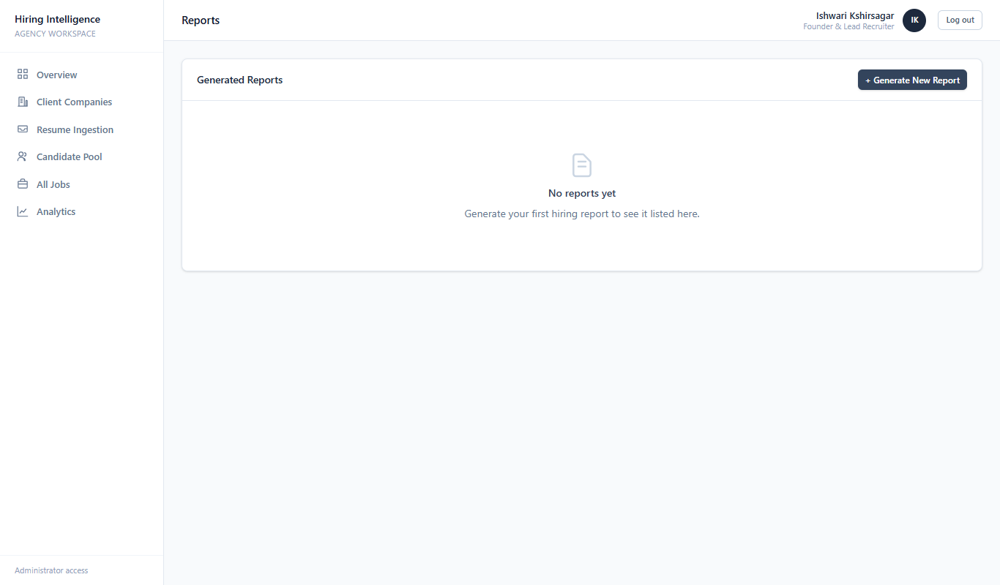 Hiring Intelligence
AGENCY WORKSPACE
Overview
Client Companies
Resume Ingestion
Candidate Pool
All Jobs
Analytics
Administrator access
Reports
Ishwari Kshirsagar
Founder & Lead Recruiter
IK
Log out
Generated Reports
+ Generate New Report
No reports yet
Generate your first hiring report to see it listed here.